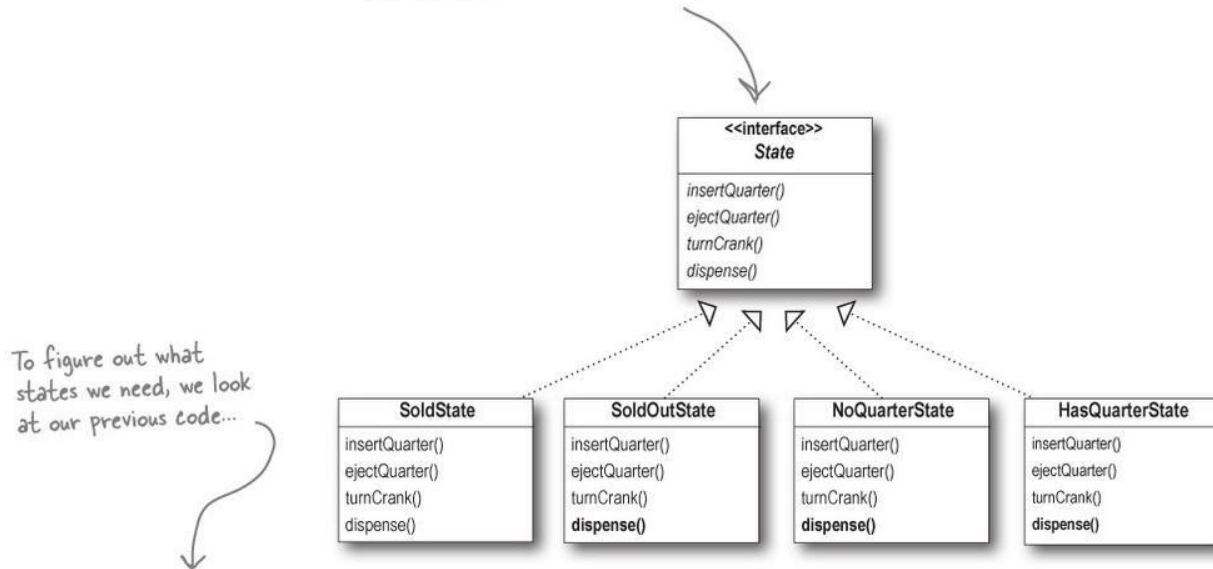 <<interface>>
State
insertQuarter()
ejectQuarter()
turnCrank()
dispense()
To figure out what
states we need, we look
at our previous code...
SoldState
insertQuarter()
ejectQuarter()
turnCrank()
dispense()
SoldOutState
insertQuarter()
ejectQuarter()
turnCrank()
dispense()
NoQuarterState
insertQuarter()
ejectQuarter()
turnCrank()
dispense()
HasQuarterState
insertQuarter()
ejectQuarter()
turnCrank()
dispense()